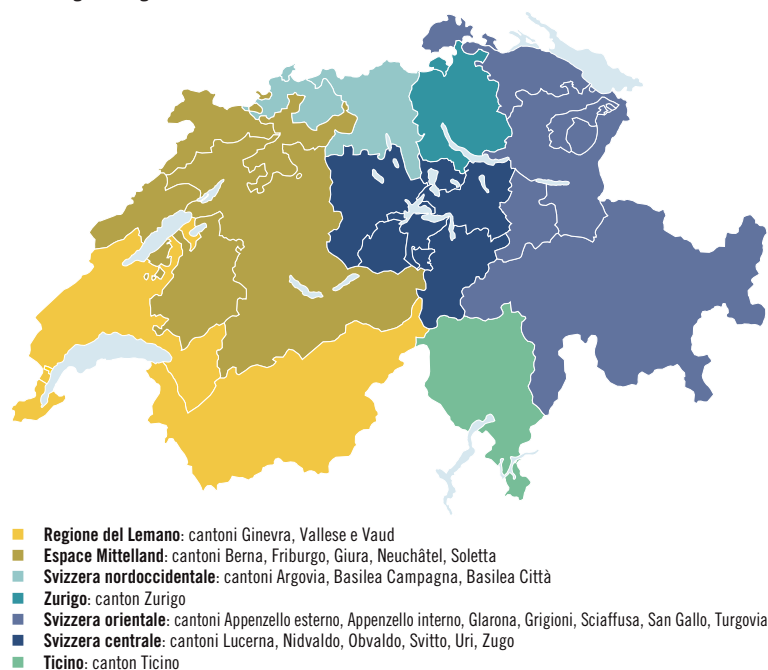 Regione del Lemano: cantoni Ginevra, Vallese e Vaud
Espace Mittelland: cantoni Berna, Friburgo, Giura, Neuchâtel, Soletta
Svizzera nordoccidentale: cantoni Argovia, Basilea Campagna, Basilea Città
Zurigo: canton Zurigo
Svizzera orientale: cantoni Appenzello esterno, Appenzello interno, Glarona, Grigioni, Sciaffusa, San Gallo, Turgovia
Svizzera centrale: cantoni Lucerna, Nidvaldo, Obvaldo, Svitto, Uri, Zugo
Ticino: canton Ticino